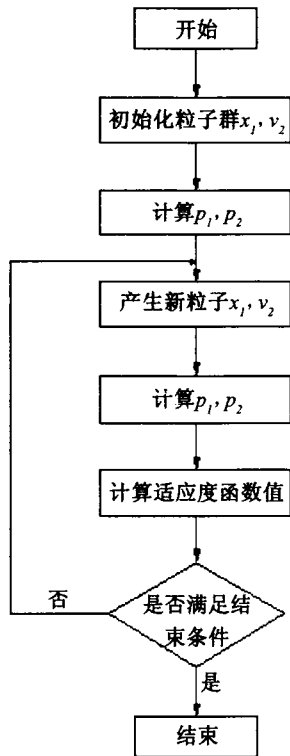 开始
初始化粒子群x1, v2
计算p1, p2
产生新粒子x1, v2
计算p1, p2
计算适应度函数值
是否满足结
束条件
否
是
结束